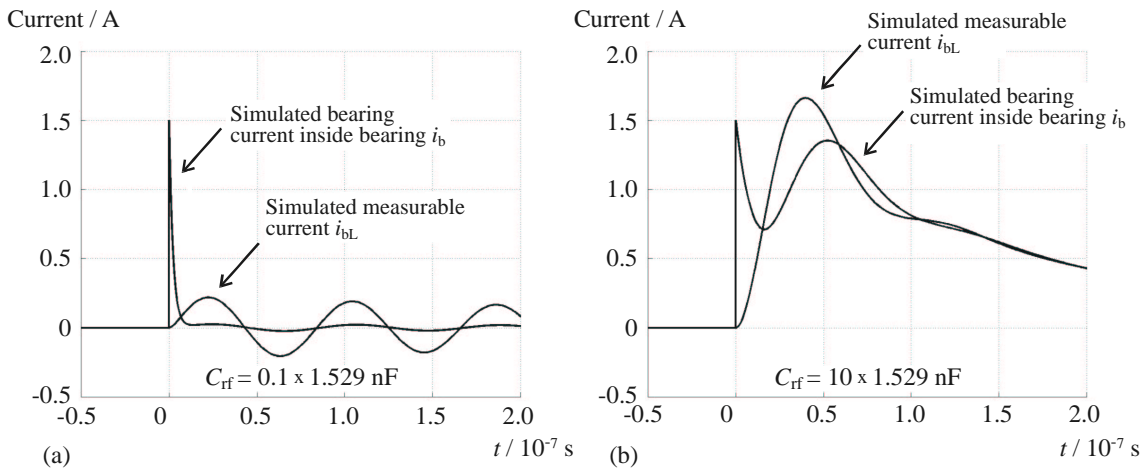 Current / A
2.0
1.5
1.0
0.5
0
-0.5
Simulated bearing
current inside bearing i_b
Simulated measurable
current i_bL
C_rf = 0.1 x 1.529 nF
-0.5 0 0.5 1.0 1.5 2.0
(a)
t / 10^-7 s
Current / A
2.0
1.5
1.0
0.5
0
-0.5
Simulated measurable
current i_bL
Simulated bearing
current inside bearing i_b
C_rf = 10 x 1.529 nF
-0.5 0 0.5 1.0 1.5 2.0
(b)
t / 10^-7 s